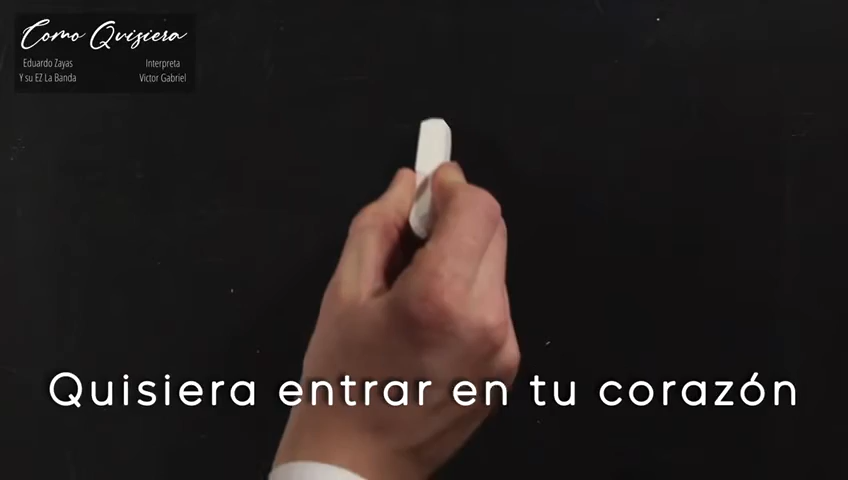 Como Quisiera
Eduardo Zayas
Y su EZ La Banda
Interpreta
Victor Gabriel
Quisiera entrar en tu corazón